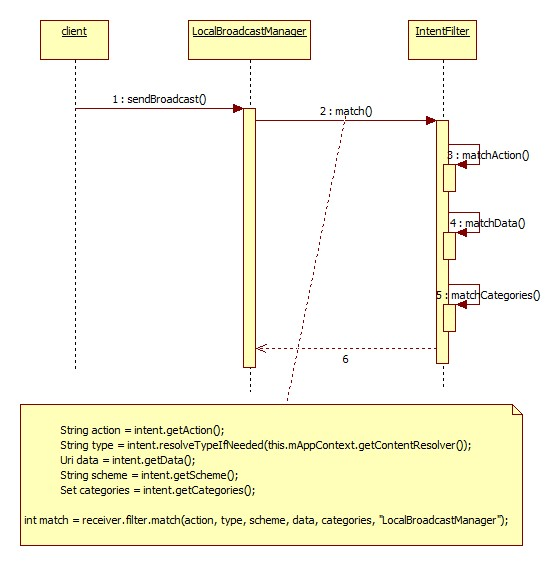 client
LocalBroadcastManager
IntentFilter
1 : sendBroadcast()
2 : match()
3 : matchAction()
4 : matchData()
5 : matchCategories()
6
String action = intent.getAction();
String type = intent.resolveTypeIfNeeded(this.mAppContext.getContentResolver());
Uri data = intent.getData();
String scheme = intent.getScheme();
Set categories = intent.getCategories();
int match = receiver.filter.match(action, type, scheme, data, categories, "LocalBroadcastManager");